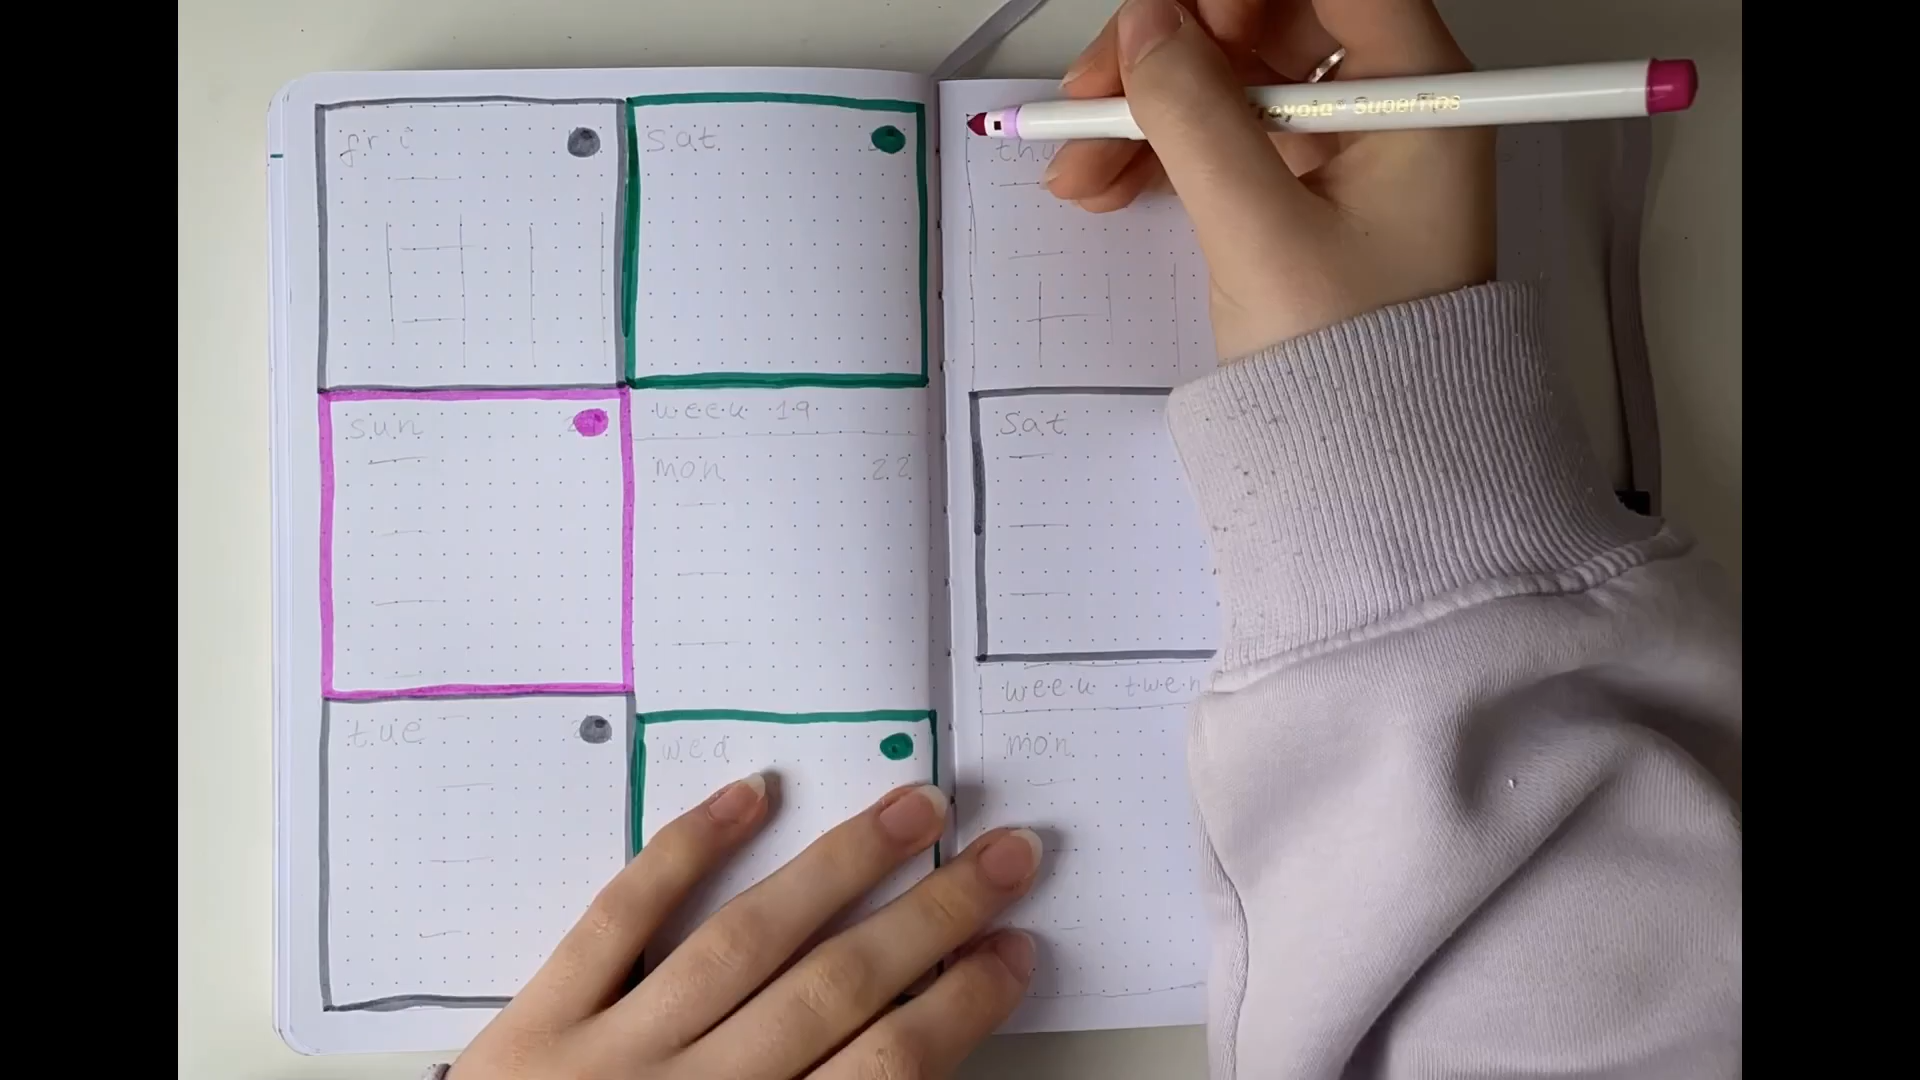 fri
sat
sun
week 19
mon 22
tue
wed
Crayola® SuperTips
thu
sat
week twen
mon